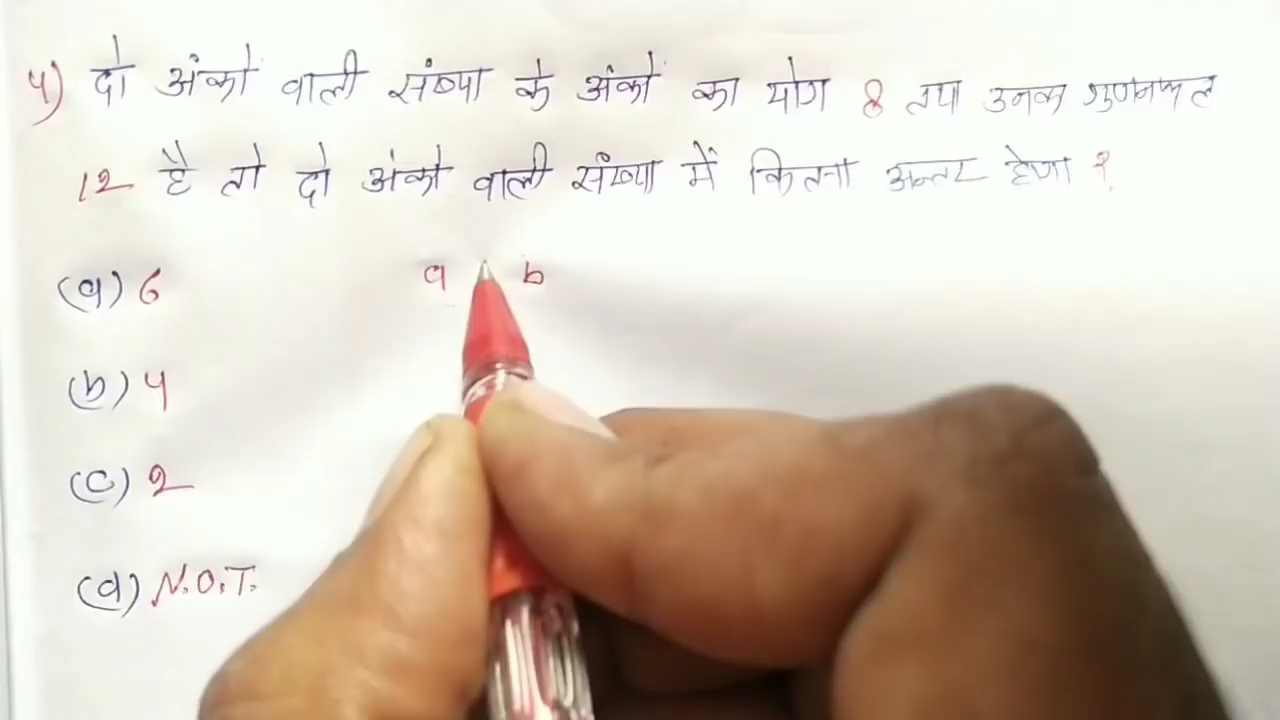 4) दो अंकों वाली संख्या के अंकों का योग 8 तथा उनका गुणनफल
12 है तो दो अंको वाली संख्या में कितना अन्तर होगा ?
(a) 6
a b
(b) 4
(c) 2
(d) N.O.T.